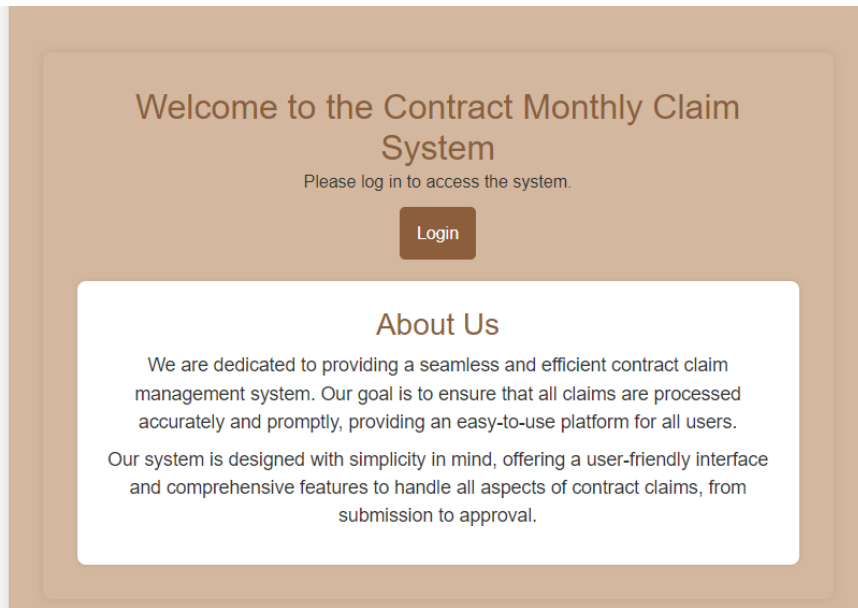 Welcome to the Contract Monthly Claim
System
Please log in to access the system.
Login
About Us
We are dedicated to providing a seamless and efficient contract claim
management system. Our goal is to ensure that all claims are processed
accurately and promptly, providing an easy-to-use platform for all users.
Our system is designed with simplicity in mind, offering a user-friendly interface
and comprehensive features to handle all aspects of contract claims, from
submission to approval.